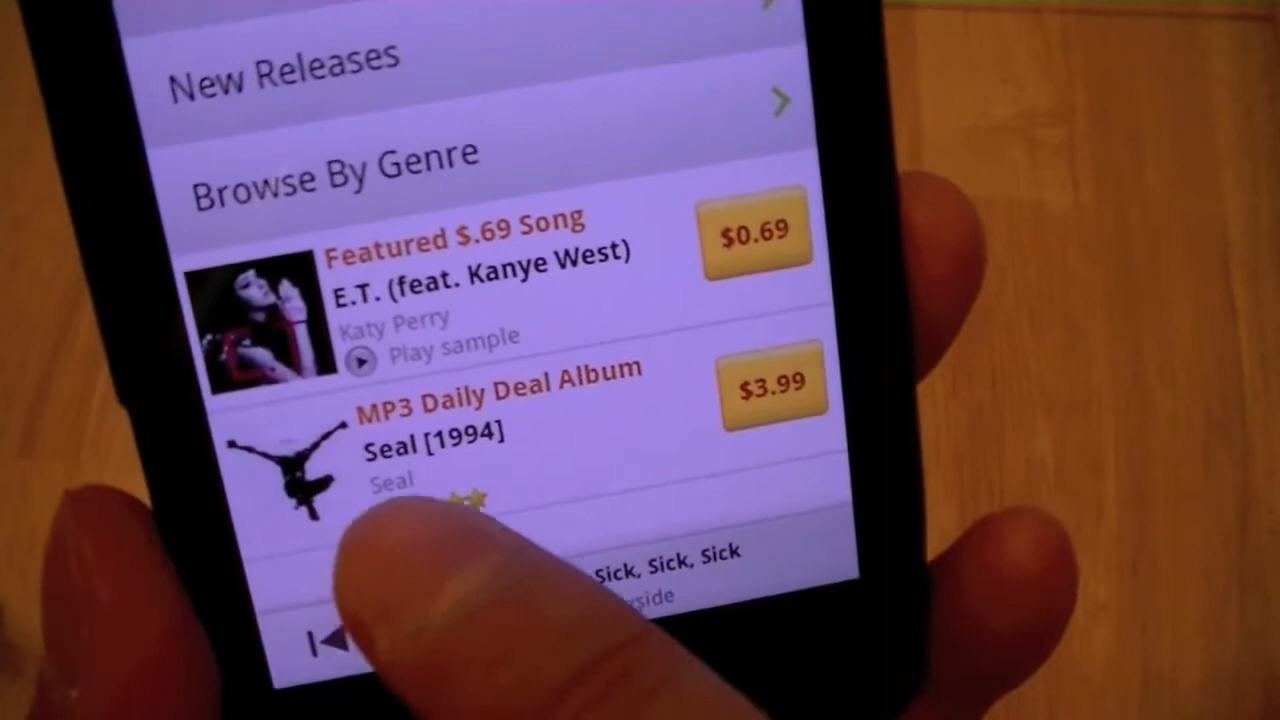 New Releases
Browse By Genre
Featured $.69 Song
E.T. (feat. Kanye West)
$0.69
Katy Perry
Play sample
MP3 Daily Deal Album
Seal [1994]
$3.99
Seal
Sick, Sick, Sick